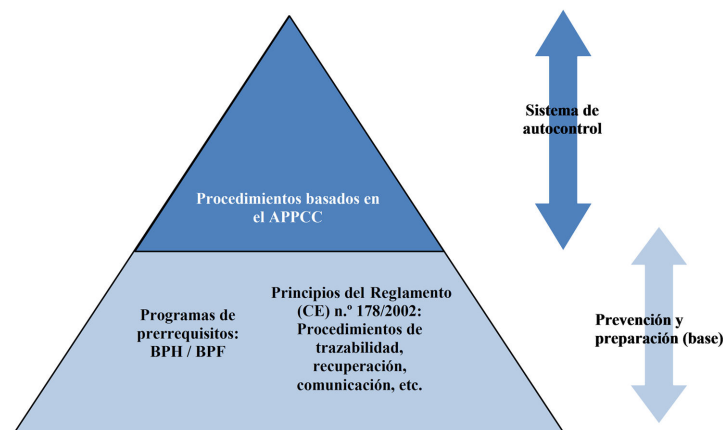 Sistema de
autocontrol
Procedimientos basados en
el APPCC
Programas de
prerrequisitos:
BPH / BPF
Principios del Reglamento
(CE) n.º 178/2002:
Procedimientos de
trazabilidad,
recuperación,
comunicación, etc.
Prevención y
preparación (base)